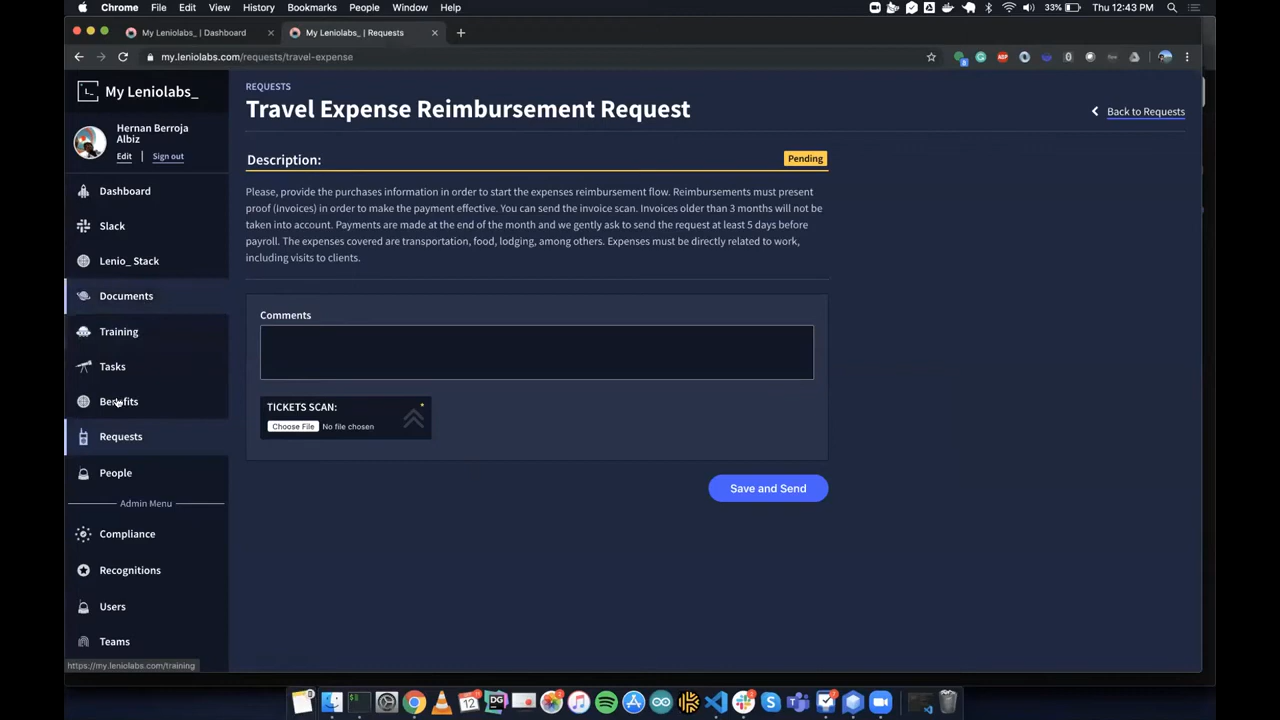 Chrome File Edit View History Bookmarks People Window Help
33% Thu 12:43 PM
My Leniolabs_ | Dashboard
My Leniolabs_ | Requests
my.leniolabs.com/requests/travel-expense
My Leniolabs_
Hernan Berroja
Albiz
Edit | Sign out
Dashboard
Slack
Lenio_ Stack
Documents
Training
Tasks
Benefits
Requests
People
Admin Menu
Compliance
Recognitions
Users
Teams
https://my.leniolabs.com/training
REQUESTS
Travel Expense Reimbursement Request
Back to Requests
Description:
Pending
Please, provide the purchases information in order to start the expenses reimbursement flow. Reimbursements must present
proof (invoices) in order to make the payment effective. You can send the invoice scan. Invoices older than 3 months will not be
taken into account. Payments are made at the end of the month and we gently ask to send the request at least 5 days before
payroll. The expenses covered are transportation, food, lodging, among others. Expenses must be directly related to work,
including visits to clients.
Comments
TICKETS SCAN: *
Choose File No file chosen
Save and Send